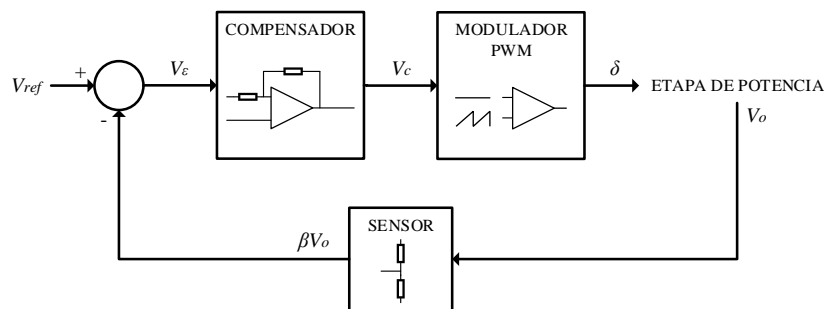 COMPENSADOR
MODULADOR
PWM
Vref
+
-
Vε
Vc
δ
ETAPA DE POTENCIA
Vo
SENSOR
βVo